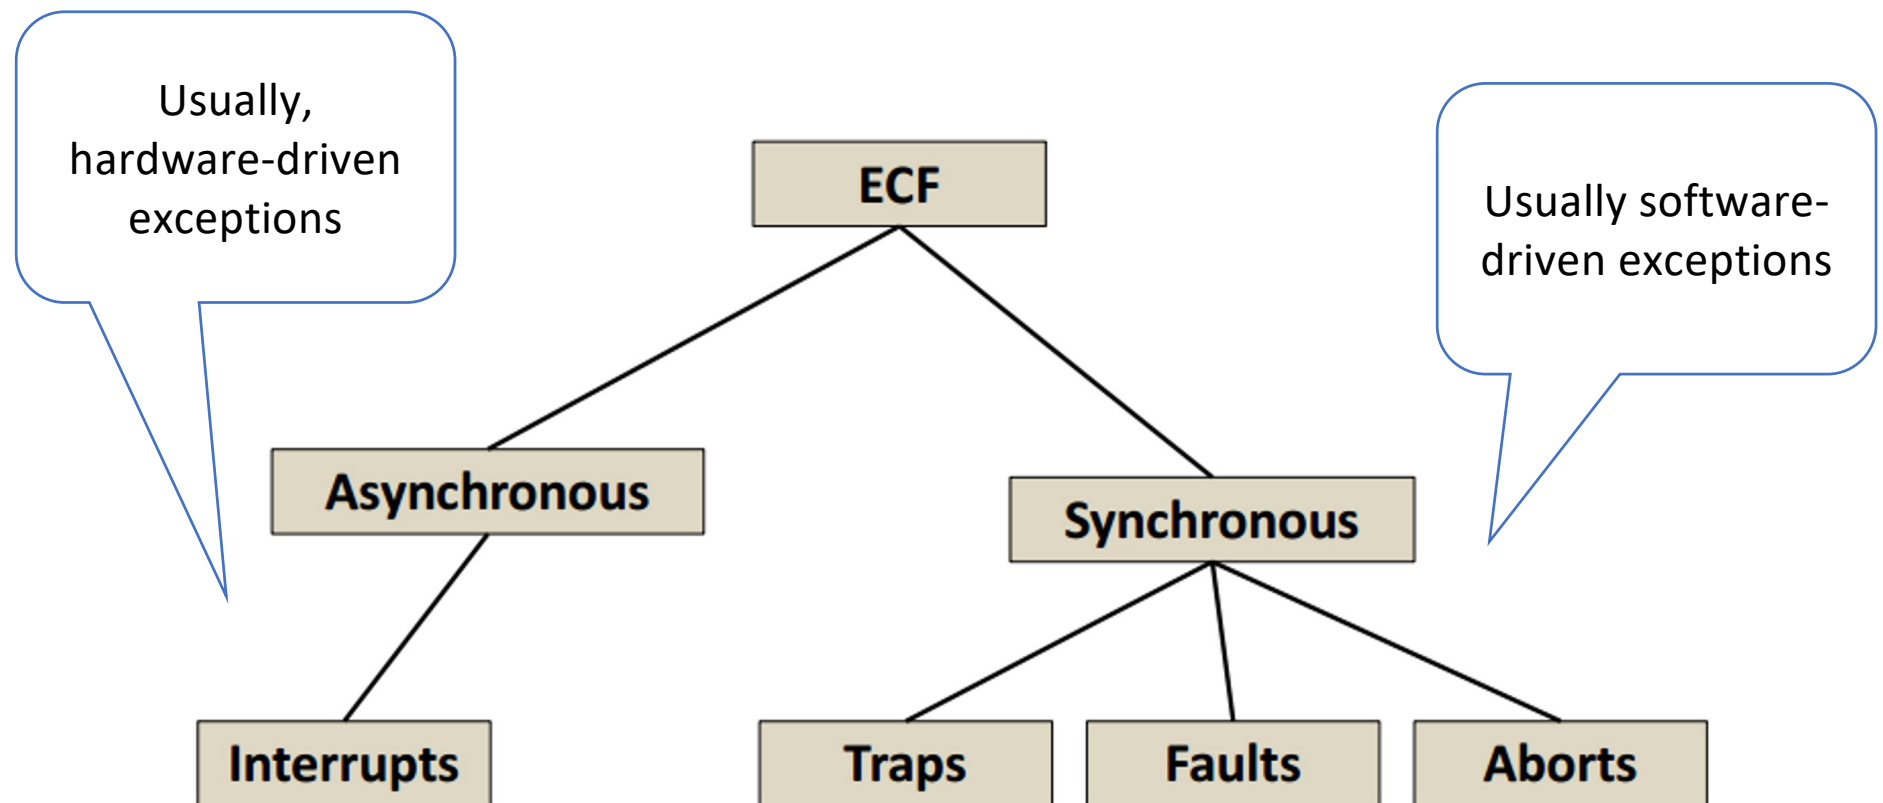 Usually,
hardware-driven
exceptions
ECF
Usually software-
driven exceptions
Asynchronous
Synchronous
Interrupts
Traps
Faults
Aborts